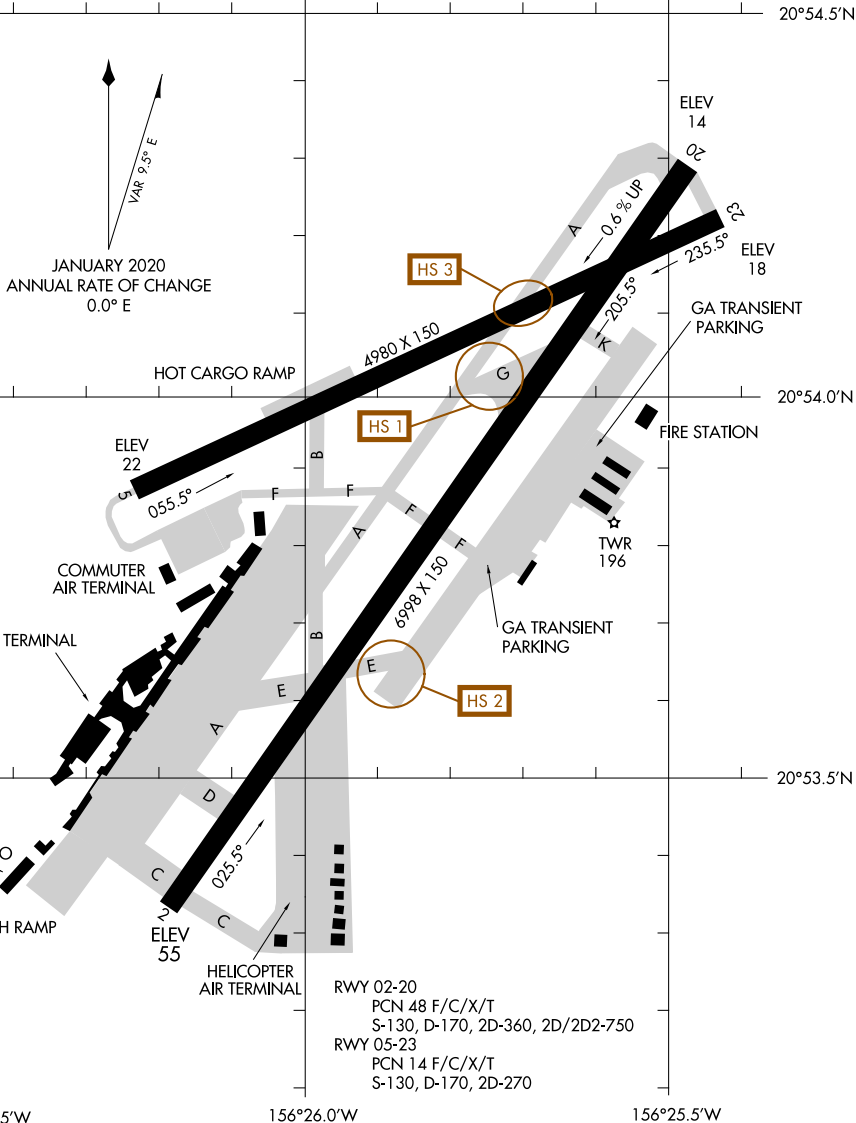 20°54.5'N
ELEV
14
20
VAR 9.5° E
A
0.6% UP
23
JANUARY 2020
ANNUAL RATE OF CHANGE
0.0° E
HS 3
235.5°
ELEV
18
205.5°
GA TRANSIENT
PARKING
4980 X 150
K
HOT CARGO RAMP
G
20°54.0'N
HS 1
FIRE STATION
ELEV
22
B
5
055.5°
F
F
F
A
F
TWR
196
COMMUTER
AIR TERMINAL
6998 X 150
GA TRANSIENT
PARKING
TERMINAL
B
E
E
HS 2
A
20°53.5'N
D
025.5°
C
O
2
C
H RAMP
ELEV
55
HELICOPTER
AIR TERMINAL
RWY 02-20
PCN 48 F/C/X/T
S-130, D-170, 2D-360, 2D/2D2-750
RWY 05-23
PCN 14 F/C/X/T
S-130, D-170, 2D-270
5'W
156°26.0'W
156°25.5'W